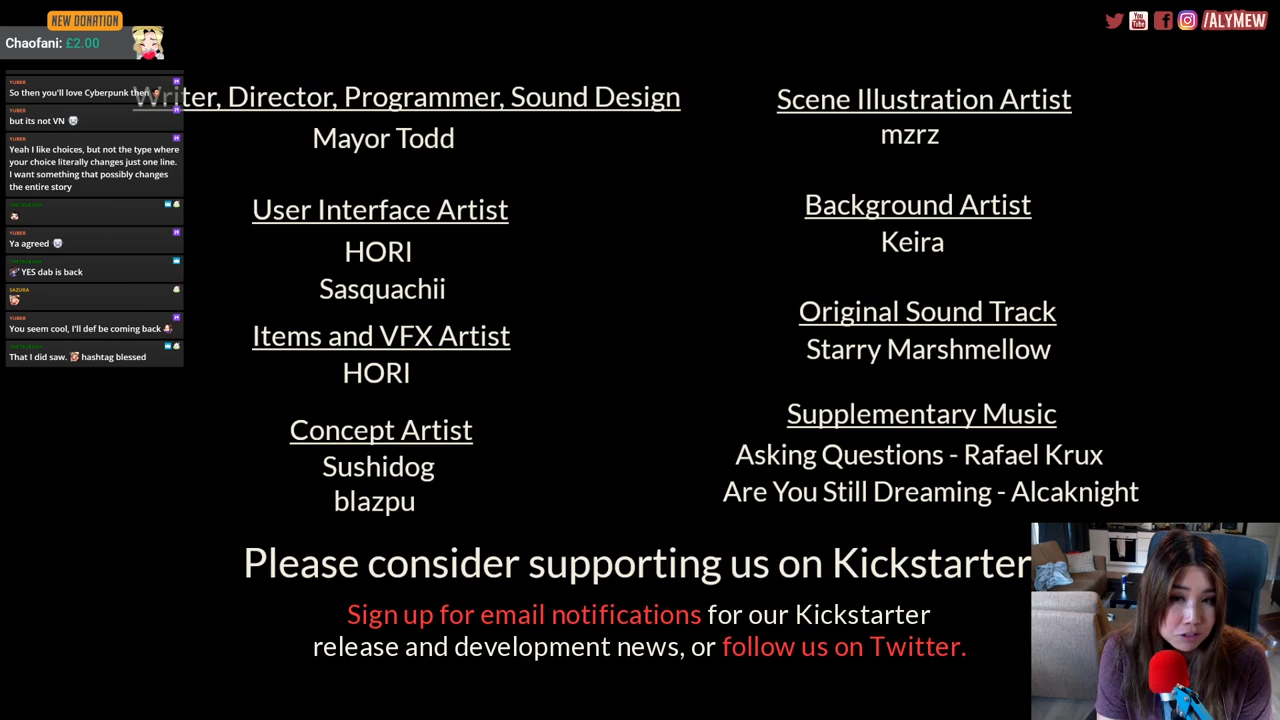 NEW DONATION
Chaofani: £2.00
YUBER
So then you'll love Cyberpunk then
YUBER
but its not VN
YUBER
Yeah I like choices, but not the type where
your choice literally changes just one line.
I want something that possibly changes
the entire story
YUBER
Ya agreed
YES dab is back
SAZURA
YUBER
You seem cool, I'll def be coming back
That I did saw. hashtag blessed
/ALYMEW
Writer, Director, Programmer, Sound Design
Mayor Todd
User Interface Artist
HORI
Sasquachii
Items and VFX Artist
HORI
Concept Artist
Sushidog
blazpu
Scene Illustration Artist
mzrz
Background Artist
Keira
Original Sound Track
Starry Marshmellow
Supplementary Music
Asking Questions - Rafael Krux
Are You Still Dreaming - Alcaknight
Please consider supporting us on Kickstarter
Sign up for email notifications for our Kickstarter
release and development news, or follow us on Twitter.